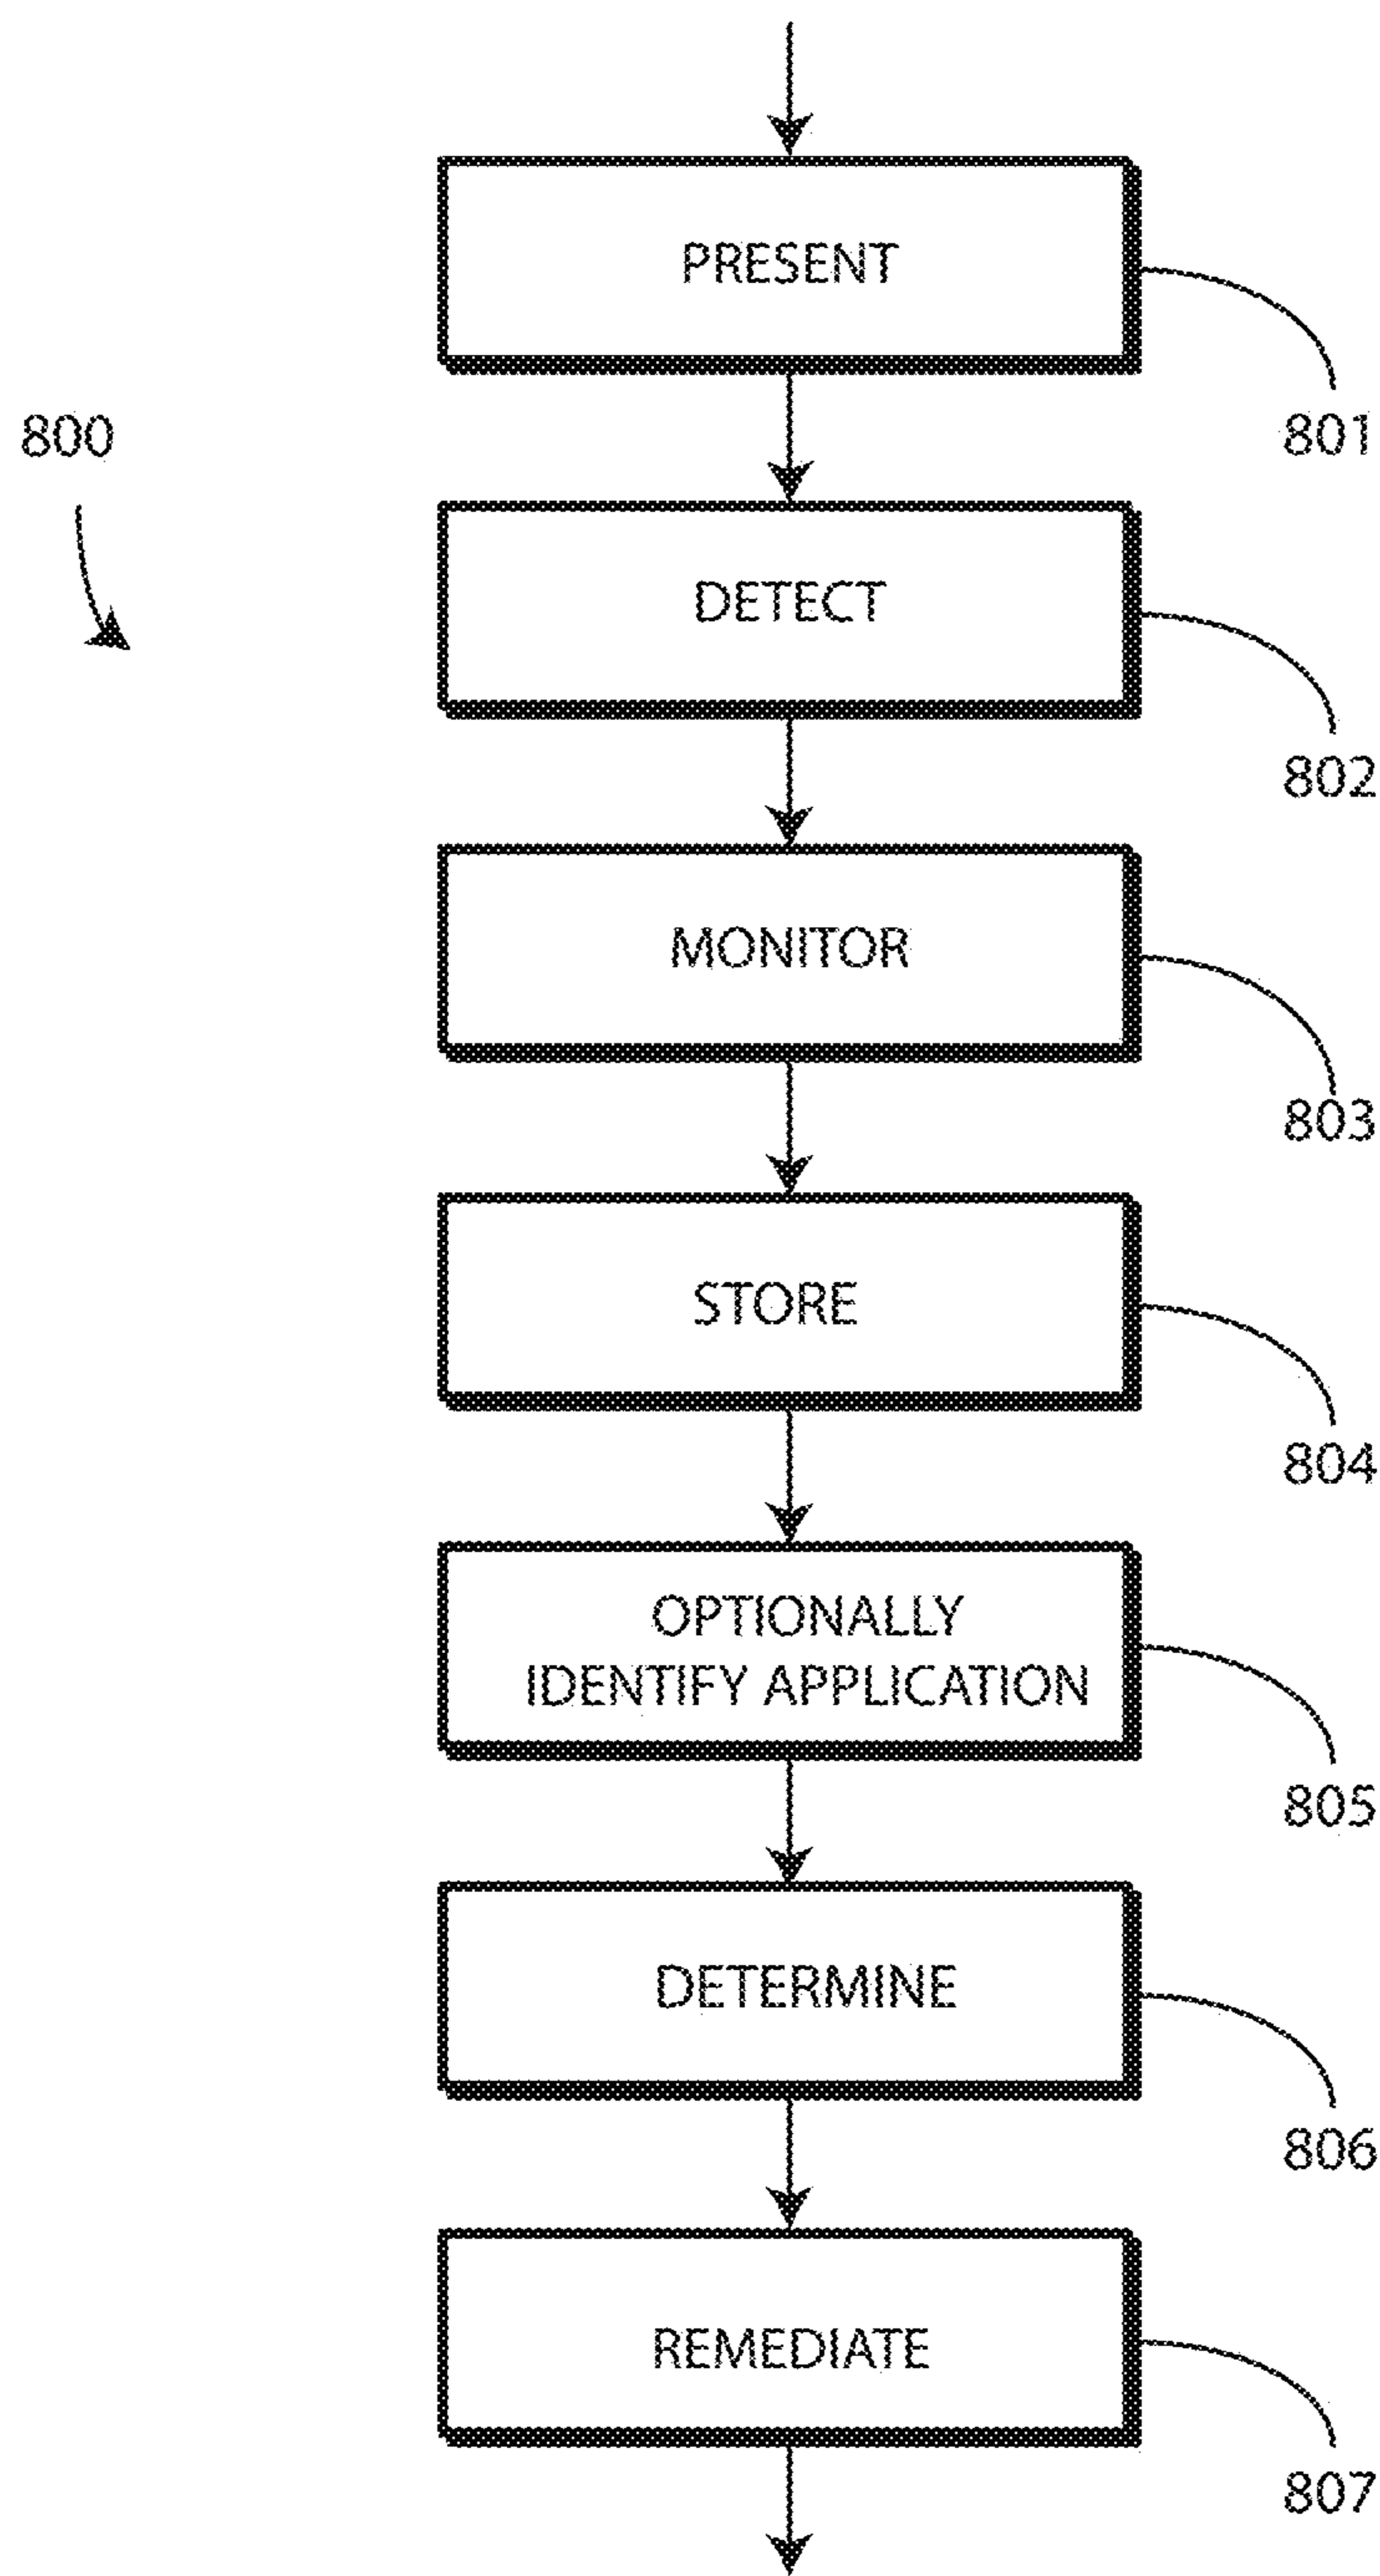 PRESENT
801
800
DETECT
802
MONITOR
803
STORE
804
OPTIONALLY
IDENTIFY APPLICATION
805
DETERMINE
806
REMEDIATE
807